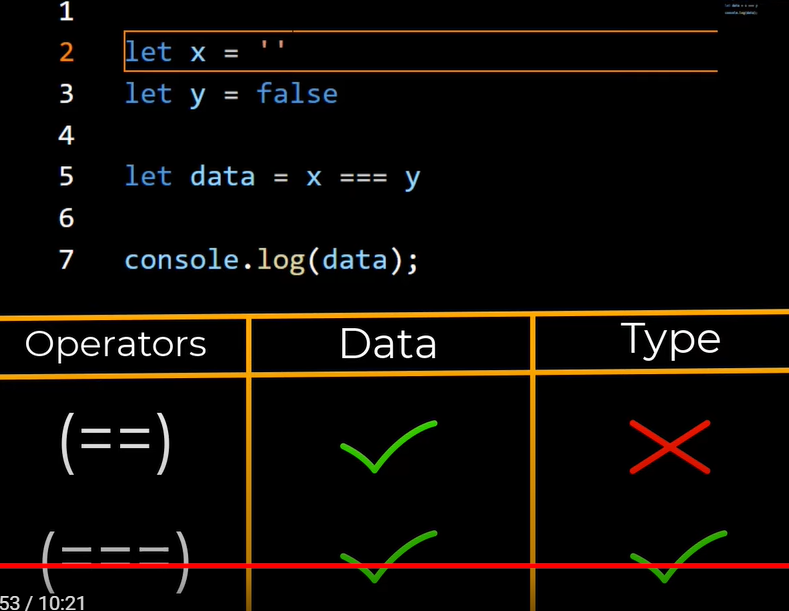 1
2 let x = ''
3 let y = false
4
5 let data = x === y
6
7 console.log(data);
Operators Data Type
(==)
(===)
53 / 10:21